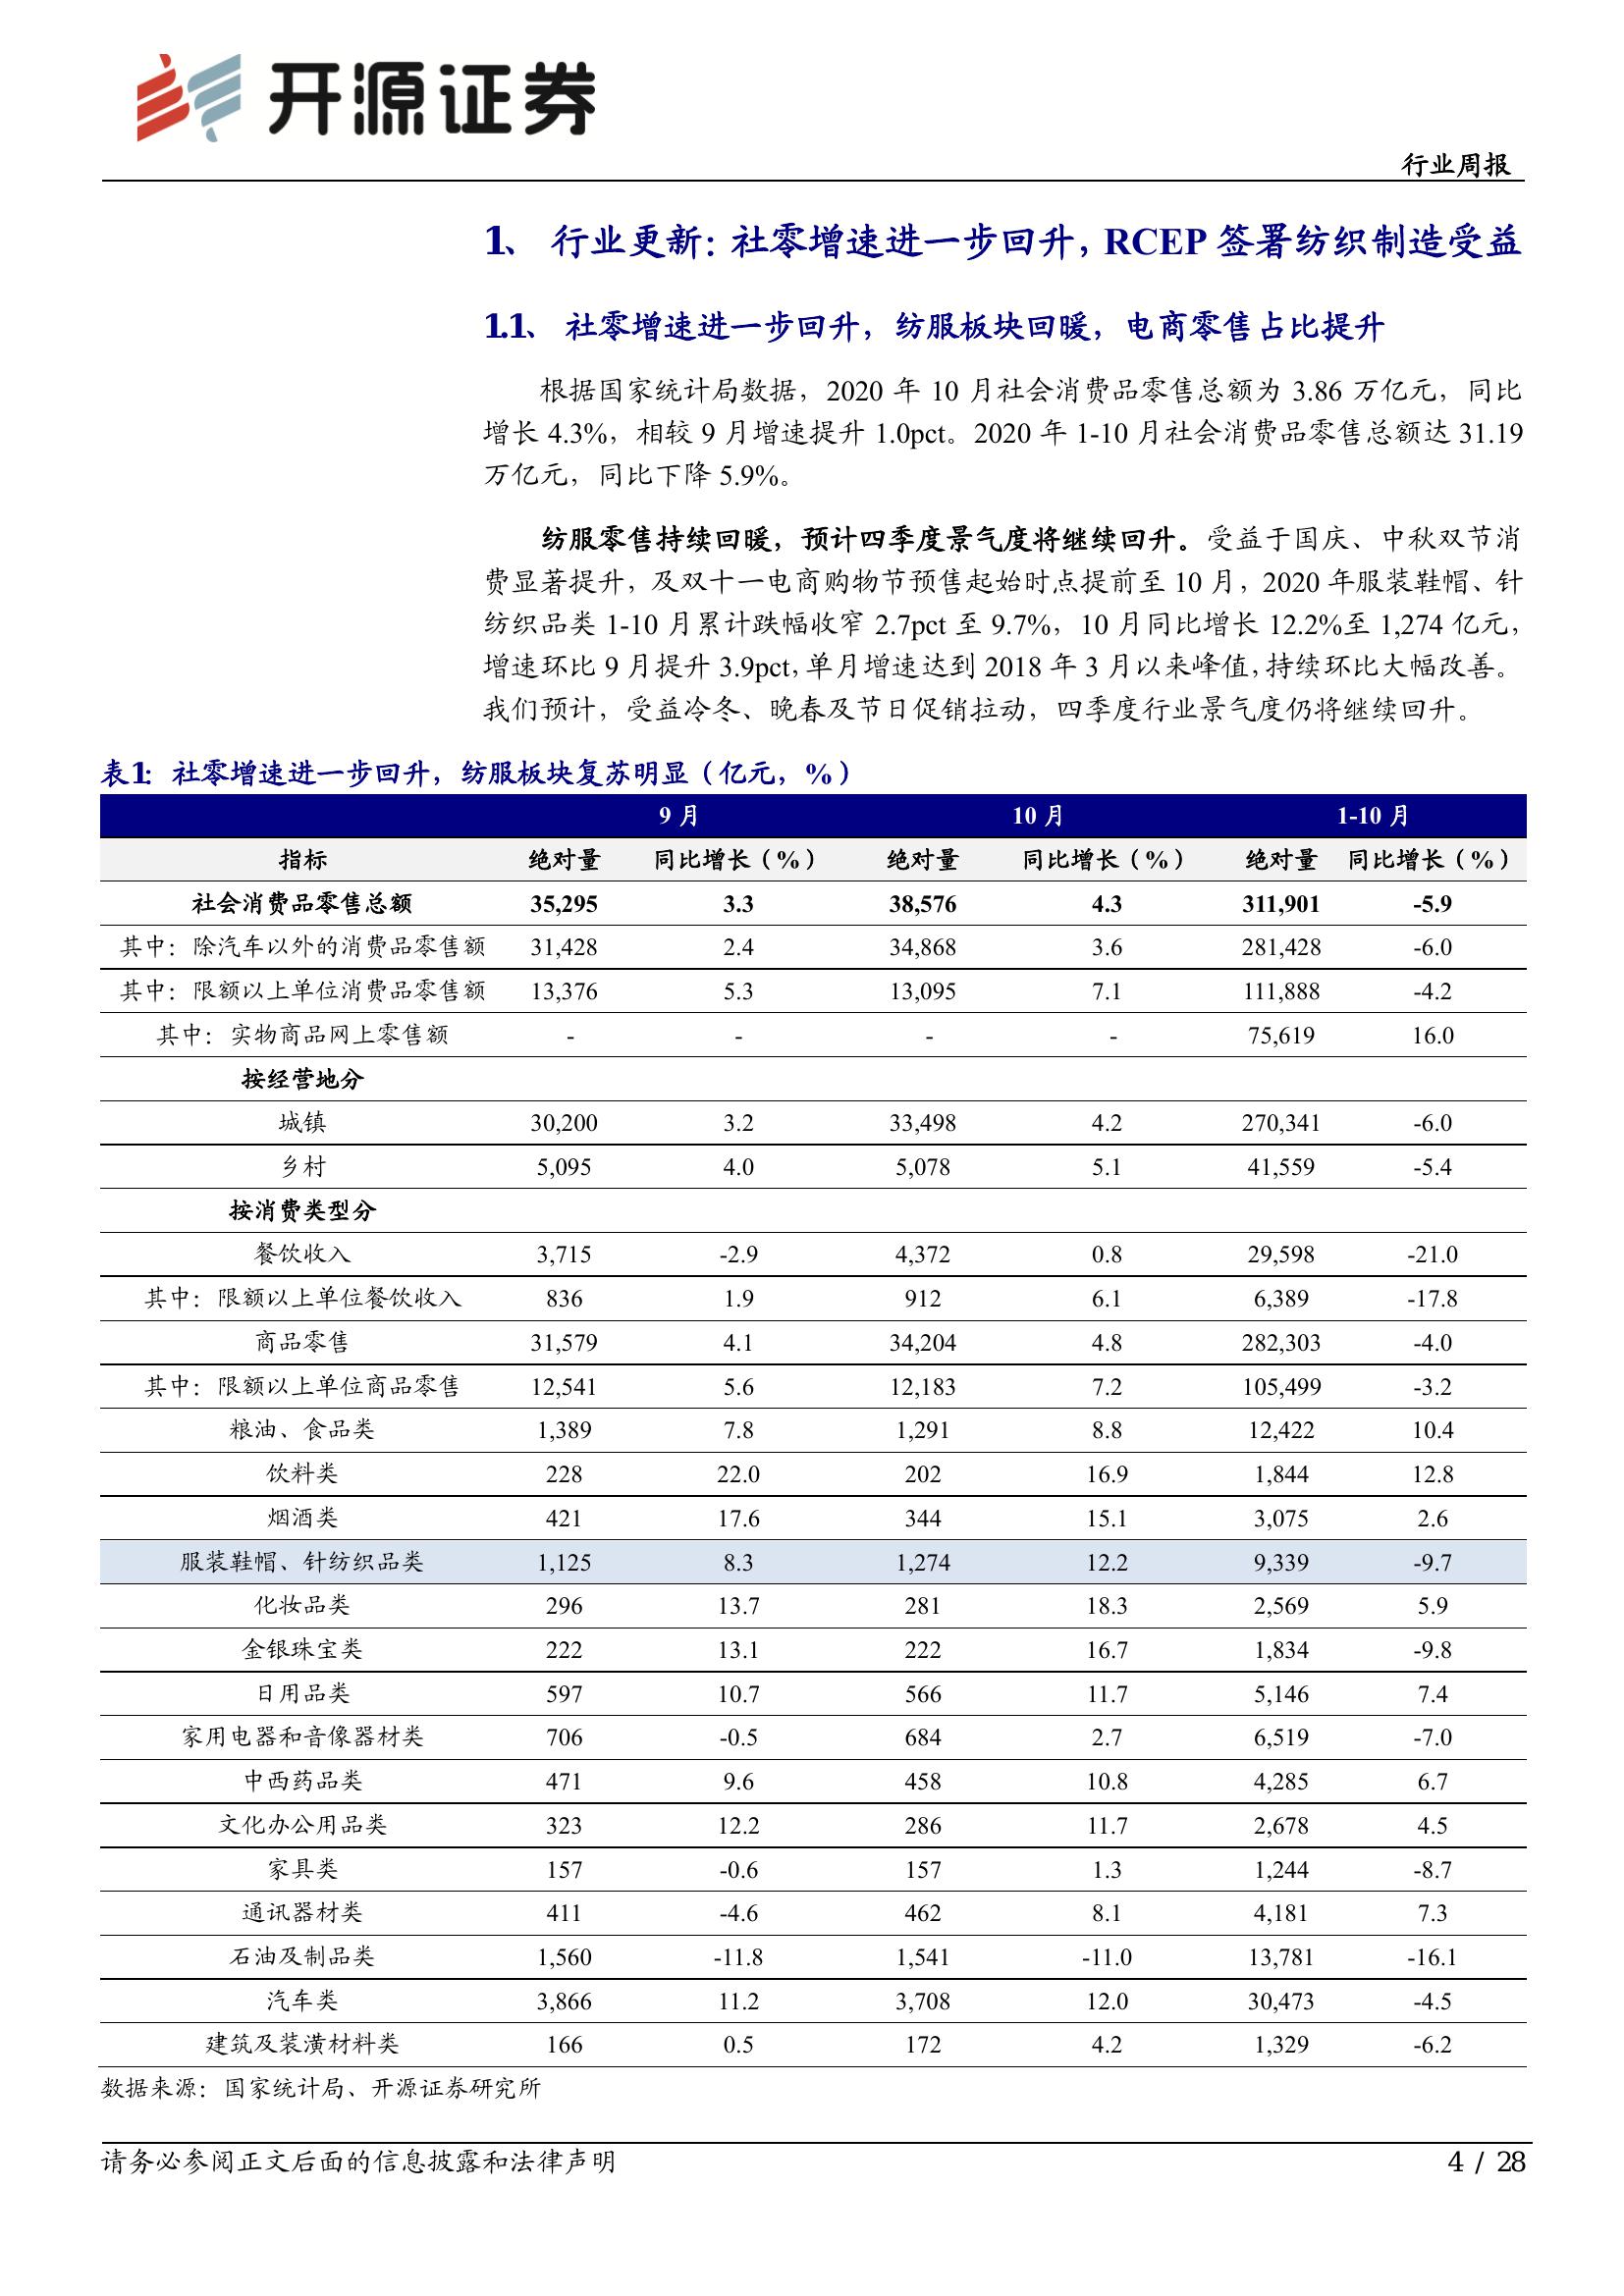 开源证券
行业周报
1、 行业更新：社零增速进一步回升，RCEP 签署纺织制造受益
1.1、 社零增速进一步回升，纺服板块回暖，电商零售占比提升
根据国家统计局数据，2020 年 10 月社会消费品零售总额为 3.86 万亿元，同比
增长 4.3%，相较 9 月增速提升 1.0pct。2020 年 1-10 月社会消费品零售总额达 31.19
万亿元，同比下降 5.9%。
纺服零售持续回暖，预计四季度景气度将继续回升。受益于国庆、中秋双节消
费显著提升，及双十一电商购物节预售起始时点提前至 10 月，2020 年服装鞋帽、针
纺织品类 1-10 月累计跌幅收窄 2.7pct 至 9.7%，10 月同比增长 12.2%至 1,274 亿元，
增速环比 9 月提升 3.9pct，单月增速达到 2018 年 3 月以来峰值，持续环比大幅改善。
我们预计，受益冷冬、晚春及节日促销拉动，四季度行业景气度仍将继续回升。
表1： 社零增速进一步回升，纺服板块复苏明显（亿元，%）
9 月 10 月 1-10 月
指标 绝对量 同比增长（%） 绝对量 同比增长（%） 绝对量 同比增长（%）
社会消费品零售总额 35,295 3.3 38,576 4.3 311,901 -5.9
其中：除汽车以外的消费品零售额 31,428 2.4 34,868 3.6 281,428 -6.0
其中：限额以上单位消费品零售额 13,376 5.3 13,095 7.1 111,888 -4.2
其中：实物商品网上零售额 - - - - 75,619 16.0
按经营地分
城镇 30,200 3.2 33,498 4.2 270,341 -6.0
乡村 5,095 4.0 5,078 5.1 41,559 -5.4
按消费类型分
餐饮收入 3,715 -2.9 4,372 0.8 29,598 -21.0
其中：限额以上单位餐饮收入 836 1.9 912 6.1 6,389 -17.8
商品零售 31,579 4.1 34,204 4.8 282,303 -4.0
其中：限额以上单位商品零售 12,541 5.6 12,183 7.2 105,499 -3.2
粮油、食品类 1,389 7.8 1,291 8.8 12,422 10.4
饮料类 228 22.0 202 16.9 1,844 12.8
烟酒类 421 17.6 344 15.1 3,075 2.6
服装鞋帽、针纺织品类 1,125 8.3 1,274 12.2 9,339 -9.7
化妆品类 296 13.7 281 18.3 2,569 5.9
金银珠宝类 222 13.1 222 16.7 1,834 -9.8
日用品类 597 10.7 566 11.7 5,146 7.4
家用电器和音像器材类 706 -0.5 684 2.7 6,519 -7.0
中西药品类 471 9.6 458 10.8 4,285 6.7
文化办公用品类 323 12.2 286 11.7 2,678 4.5
家具类 157 -0.6 157 1.3 1,244 -8.7
通讯器材类 411 -4.6 462 8.1 4,181 7.3
石油及制品类 1,560 -11.8 1,541 -11.0 13,781 -16.1
汽车类 3,866 11.2 3,708 12.0 30,473 -4.5
建筑及装潢材料类 166 0.5 172 4.2 1,329 -6.2
数据来源：国家统计局、开源证券研究所
请务必参阅正文后面的信息披露和法律声明 4 / 28